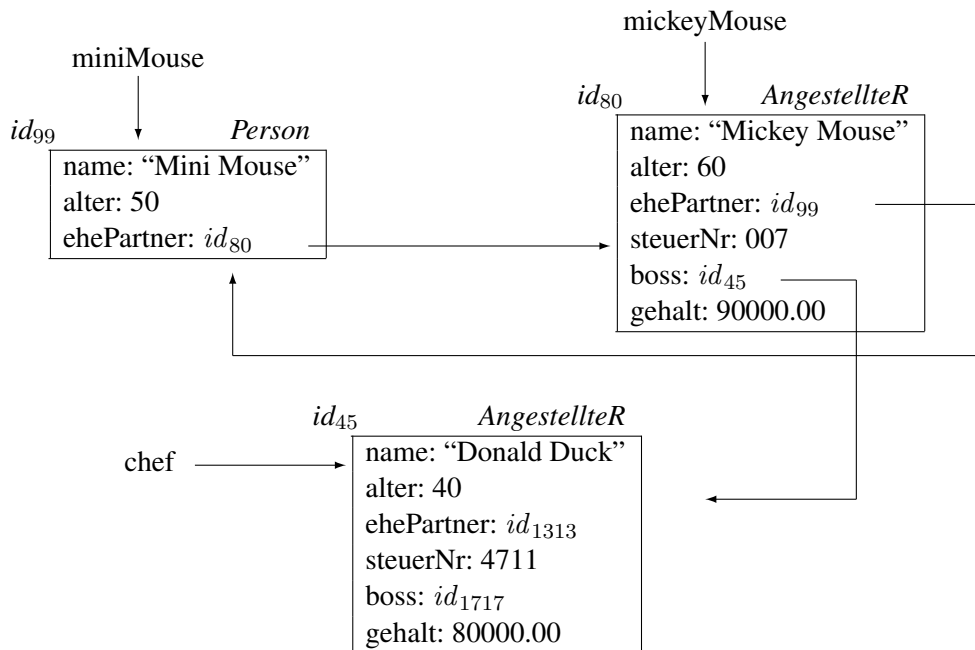 mickeyMouse
miniMouse
id80 AngestellteR
id99 Person
name: “Mini Mouse”
alter: 50
ehePartner: id80
name: “Mickey Mouse”
alter: 60
ehePartner: id99
steuerNr: 007
boss: id45
gehalt: 90000.00
id45 AngestellteR
chef
name: “Donald Duck”
alter: 40
ehePartner: id1313
steuerNr: 4711
boss: id1717
gehalt: 80000.00